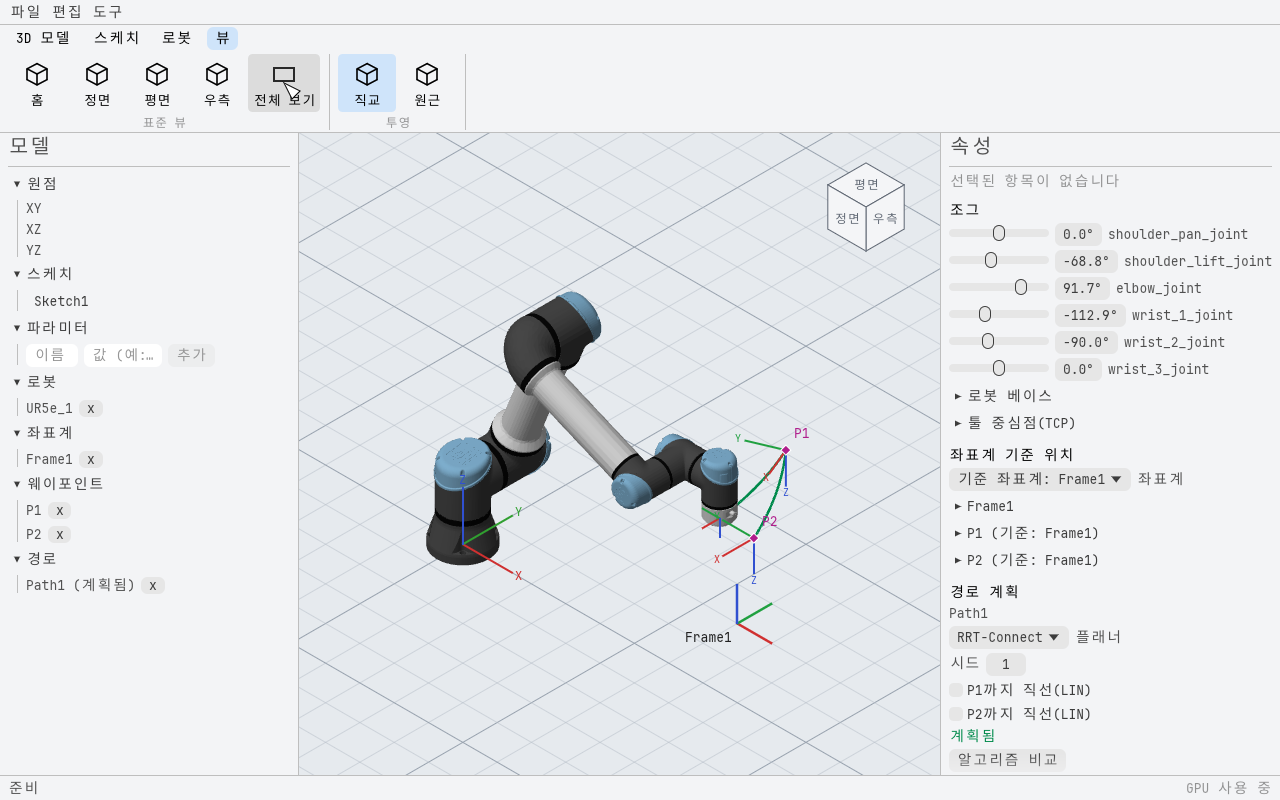 파일 편집 도구
3D 모델 스케치 로봇 뷰
홈 정면 평면 우측 전체 보기 직교 원근
표준 뷰 투영
모델
▼ 원점
XY
XZ
YZ
▼ 스케치
Sketch1
▼ 파라미터
이름 값 (예:… 추가
▼ 로봇
UR5e_1 x
▼ 좌표계
Frame1 x
▼ 웨이포인트
P1 x
P2 x
▼ 경로
Path1 (계획됨) x
평면
정면 우측
P1
Y
X
Z
P2
X
Z
Z
Y
X
Frame1
속성
선택된 항목이 없습니다
조그
0.0° shoulder_pan_joint
-68.8° shoulder_lift_joint
91.7° elbow_joint
-112.9° wrist_1_joint
-90.0° wrist_2_joint
0.0° wrist_3_joint
▶ 로봇 베이스
▶ 툴 중심점(TCP)
좌표계 기준 위치
기준 좌표계: Frame1 ▼ 좌표계
▶ Frame1
▶ P1 (기준: Frame1)
▶ P2 (기준: Frame1)
경로 계획
Path1
RRT-Connect ▼ 플래너
시드 1
P1까지 직선(LIN)
P2까지 직선(LIN)
계획됨
알고리즘 비교
준비
GPU 사용 중